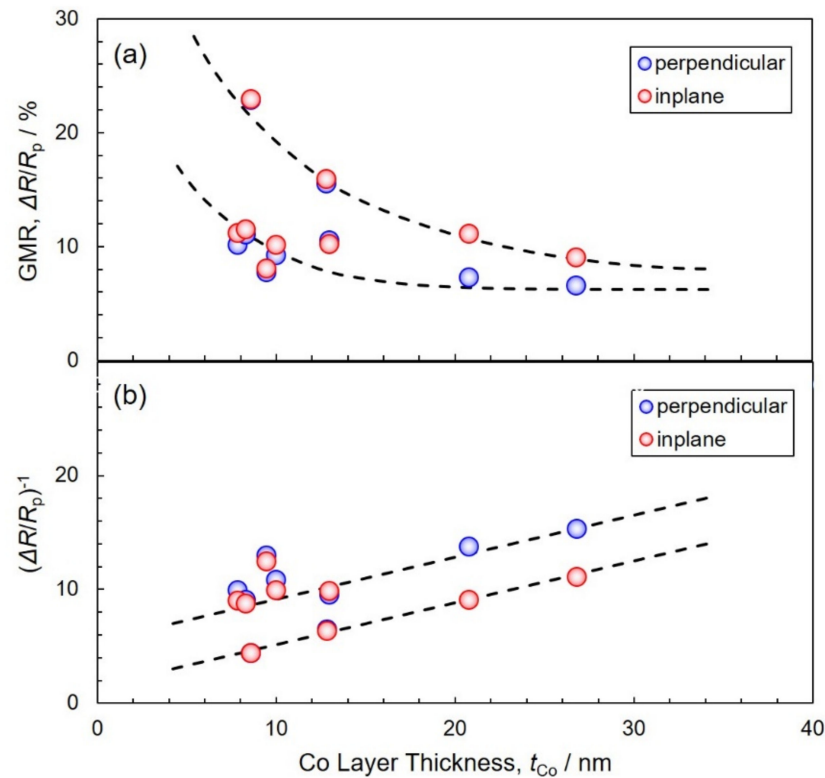 30
(a)
perpendicular
inplane
20
10
0
GMR, ΔR/Rp / %
(b)
perpendicular
inplane
20
10
0
(ΔR/Rp)-1
0 10 20 30 40
Co Layer Thickness, tCo / nm